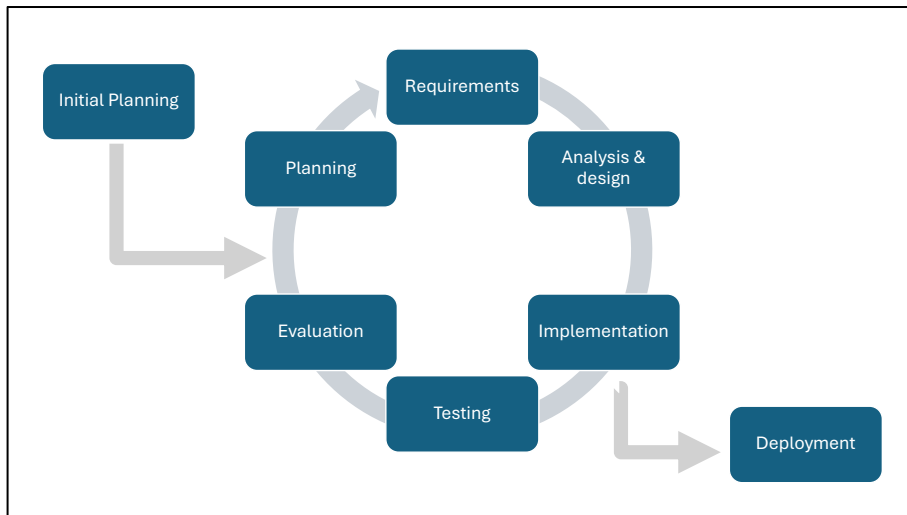 Initial Planning
Requirements
Analysis &
design
Implementation
Testing
Evaluation
Planning
Deployment